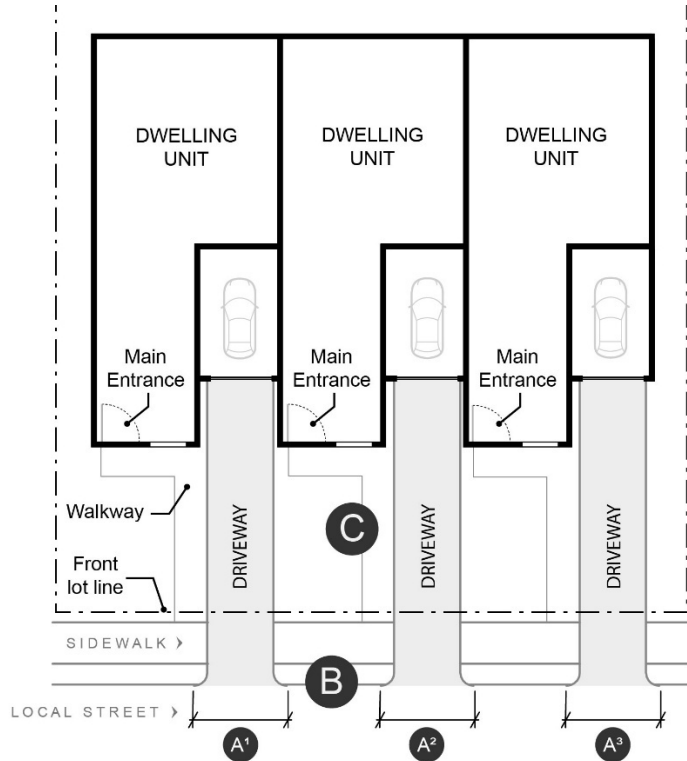 DWELLING
UNIT
DWELLING
UNIT
DWELLING
UNIT
Main
Entrance
Main
Entrance
Main
Entrance
Walkway
DRIVEWAY
C
DRIVEWAY
DRIVEWAY
Front
lot line
SIDEWALK >
B
LOCAL STREET >
A¹
A²
A³